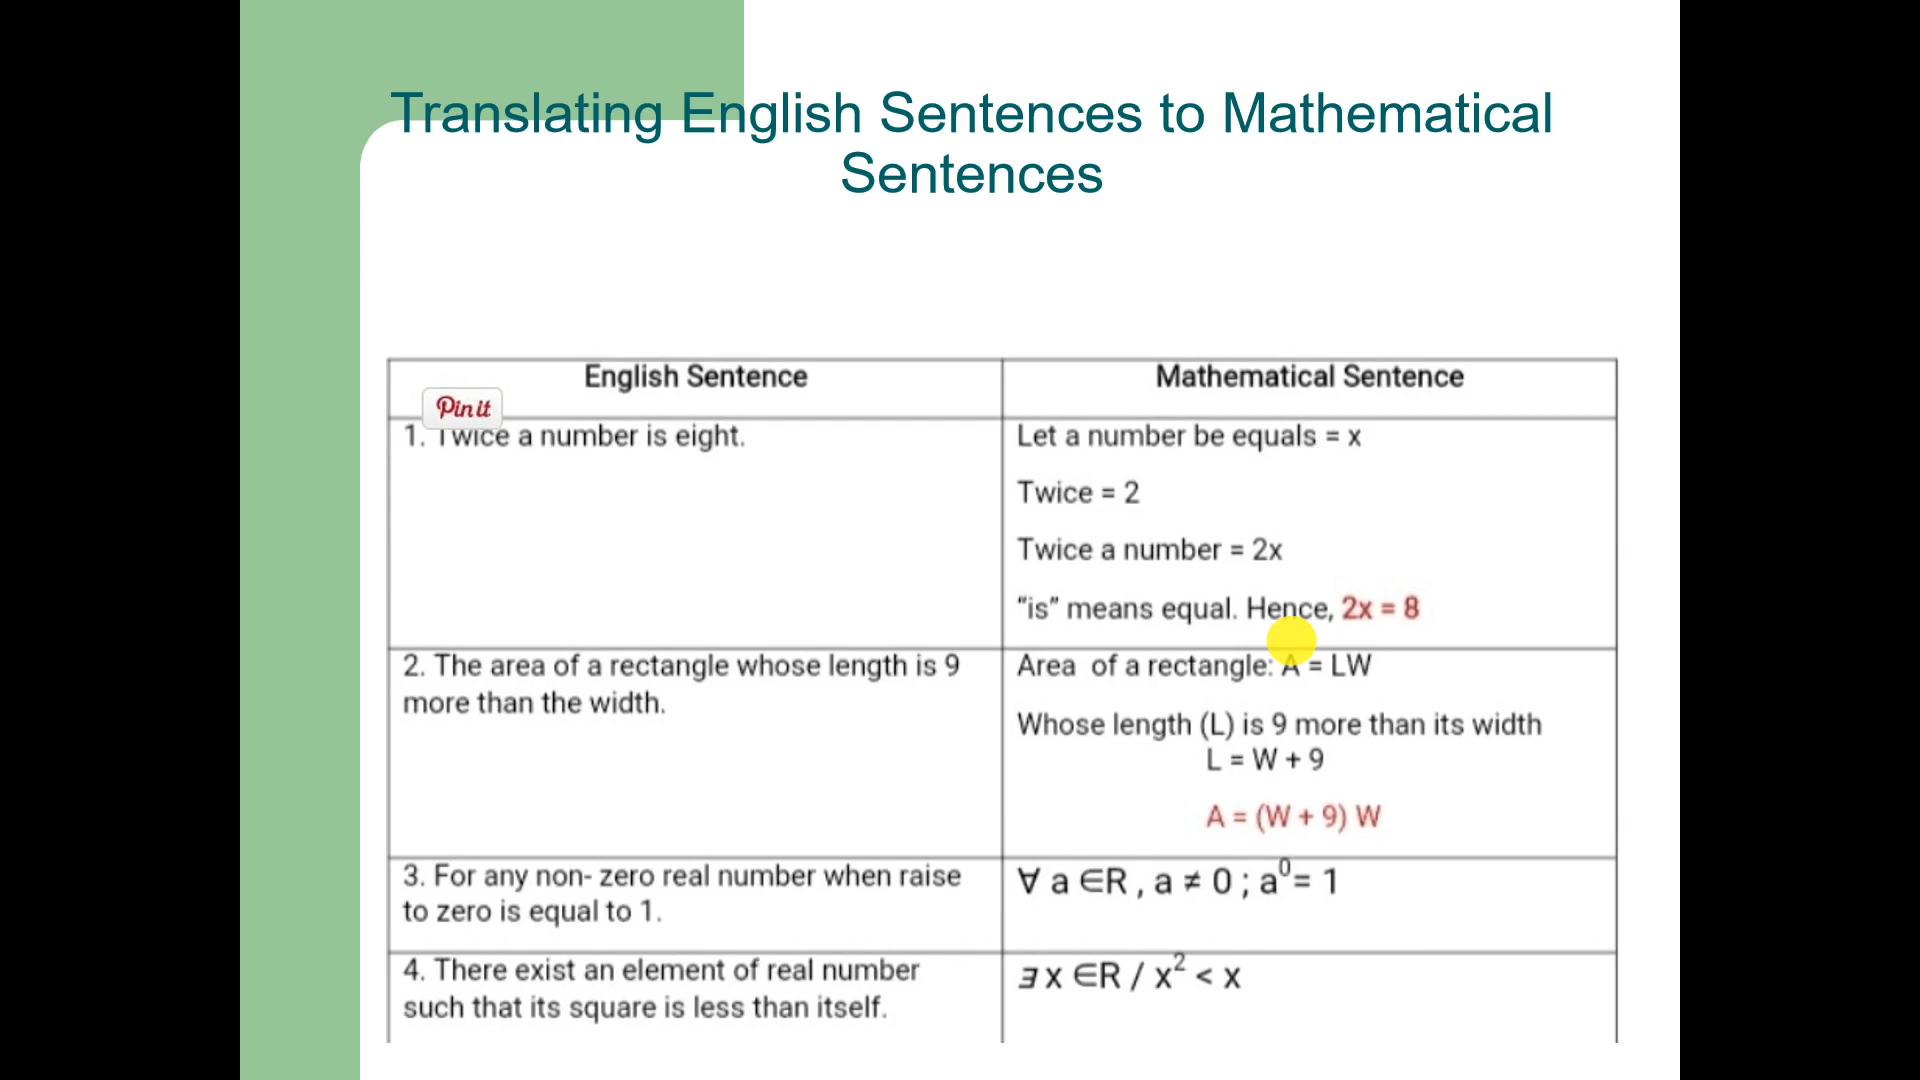 Translating English Sentences to Mathematical
Sentences
English Sentence
Mathematical Sentence
Pin it
1. Twice a number is eight.
Let a number be equals = x
Twice = 2
Twice a number = 2x
“is” means equal. Hence, 2x = 8
2. The area of a rectangle whose length is 9
more than the width.
Area of a rectangle: A = LW
Whose length (L) is 9 more than its width
L = W + 9
A = (W + 9) W
3. For any non- zero real number when raise
to zero is equal to 1.
∀ a ∈R , a ≠ 0 ; a⁰= 1
4. There exist an element of real number
such that its square is less than itself.
∃ x ∈R / x² < x